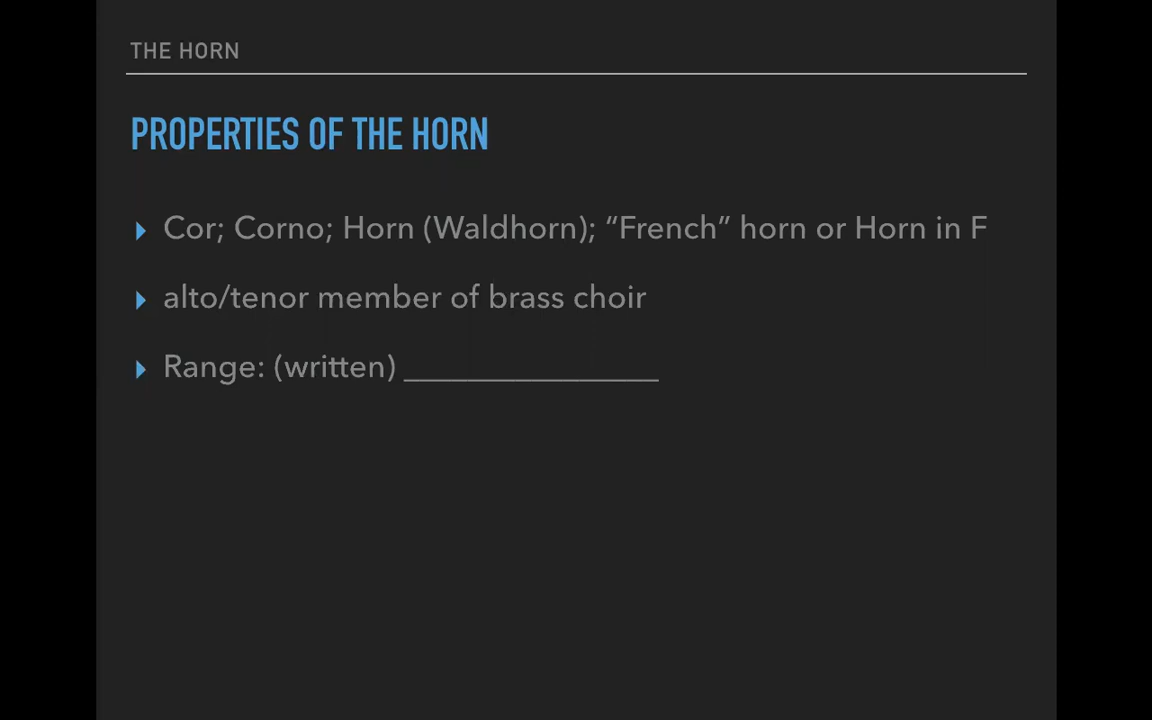 THE HORN
PROPERTIES OF THE HORN
▸ Cor; Corno; Horn (Waldhorn); “French” horn or Horn in F
▸ alto/tenor member of brass choir
▸ Range: (written) ________________